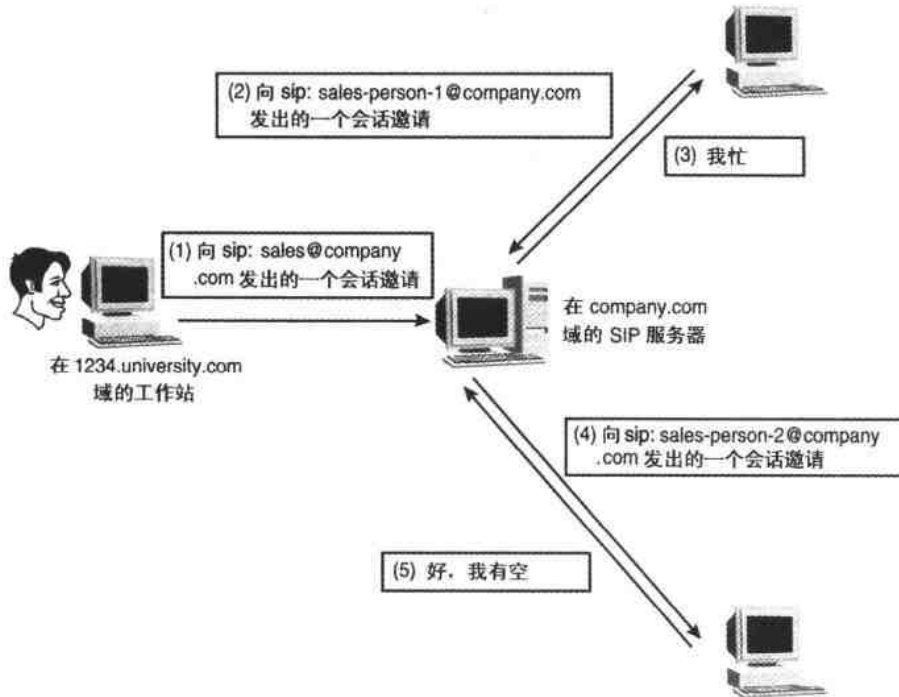 (2) 向 sip: sales-person-1@company.com
发出的一个会话邀请
(3) 我忙
(1) 向 sip: sales@company
.com 发出的一个会话邀请
在 company.com
域的 SIP 服务器
在 1234.university.com
域的工作站
(4) 向 sip: sales-person-2@company
.com 发出的一个会话邀请
(5) 好，我有空